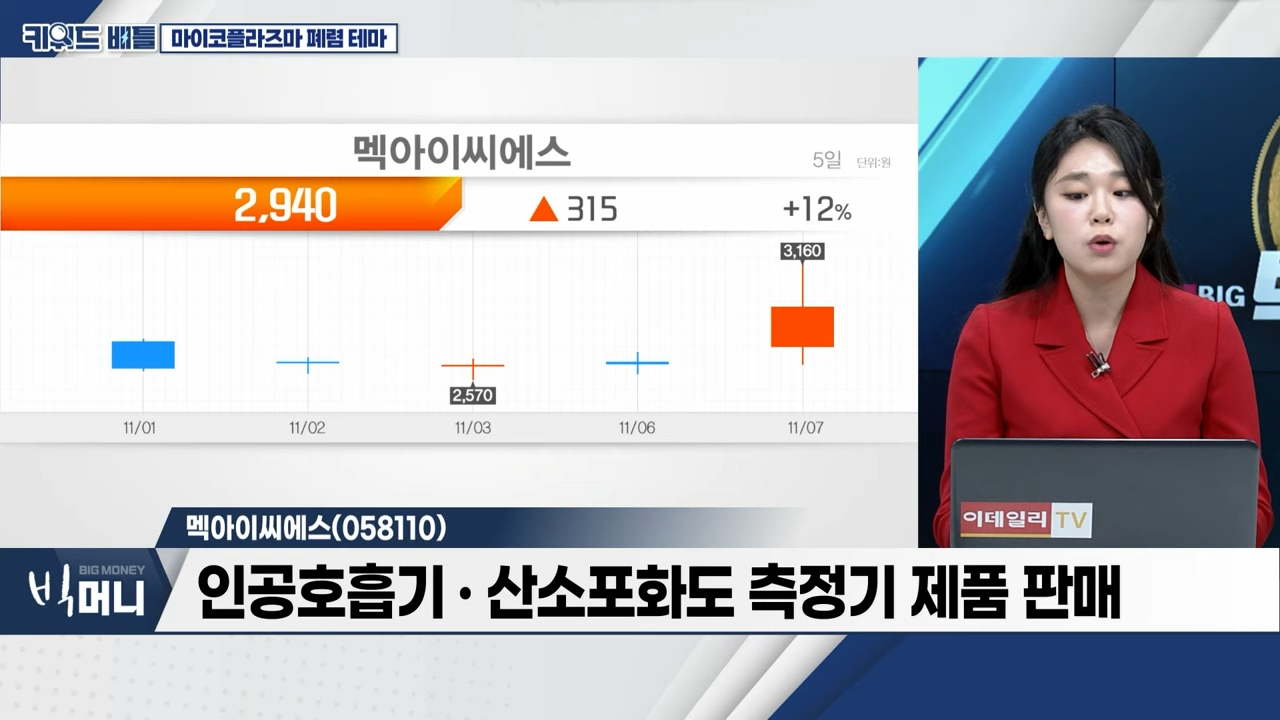 키워드 배틀 마이코플라즈마 폐렴 테마
멕아이씨에스
5일 단위:원
2,940 ▲ 315 +12%
3,160
2,570
11/01 11/02 11/03 11/06 11/07
BIG
이데일리 TV
멕아이씨에스(058110)
BIG MONEY
빅머니
인공호흡기·산소포화도 측정기 제품 판매